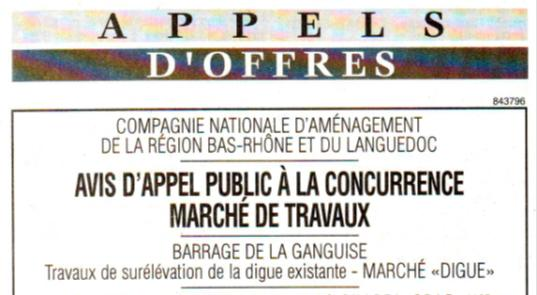 APPELS
D'OFFRES
843796
COMPAGNIE NATIONALE D'AMÉNAGEMENT
DE LA RÉGION BAS-RHÔNE ET DU LANGUEDOC
AVIS D'APPEL PUBLIC À LA CONCURRENCE
MARCHÉ DE TRAVAUX
BARRAGE DE LA GANGUISE
Travaux de surélévation de la digue existante - MARCHÉ «DIGUE»